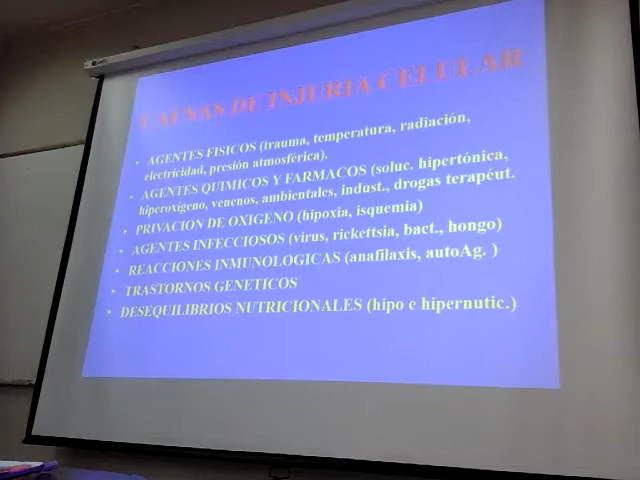 CAUSAS DE INJURIA CELULAR
• AGENTES FISICOS (trauma, temperatura, radiación,
electricidad, presión atmosférica).
• AGENTES QUIMICOS Y FARMACOS (soluc. hipertónica,
hiperoxígeno, venenos, ambientales, indust., drogas terapéut.
• PRIVACION DE OXIGENO (hipoxia, isquemia)
• AGENTES INFECCIOSOS (virus, rickeftsia, bact., hongo)
• REACCIONES INMUNOLOGICAS (anafilaxis, autoAg. )
• TRASTORNOS GENETICOS
• DESEQUILIBRIOS NUTRICIONALES (hipo e hipernutic.)